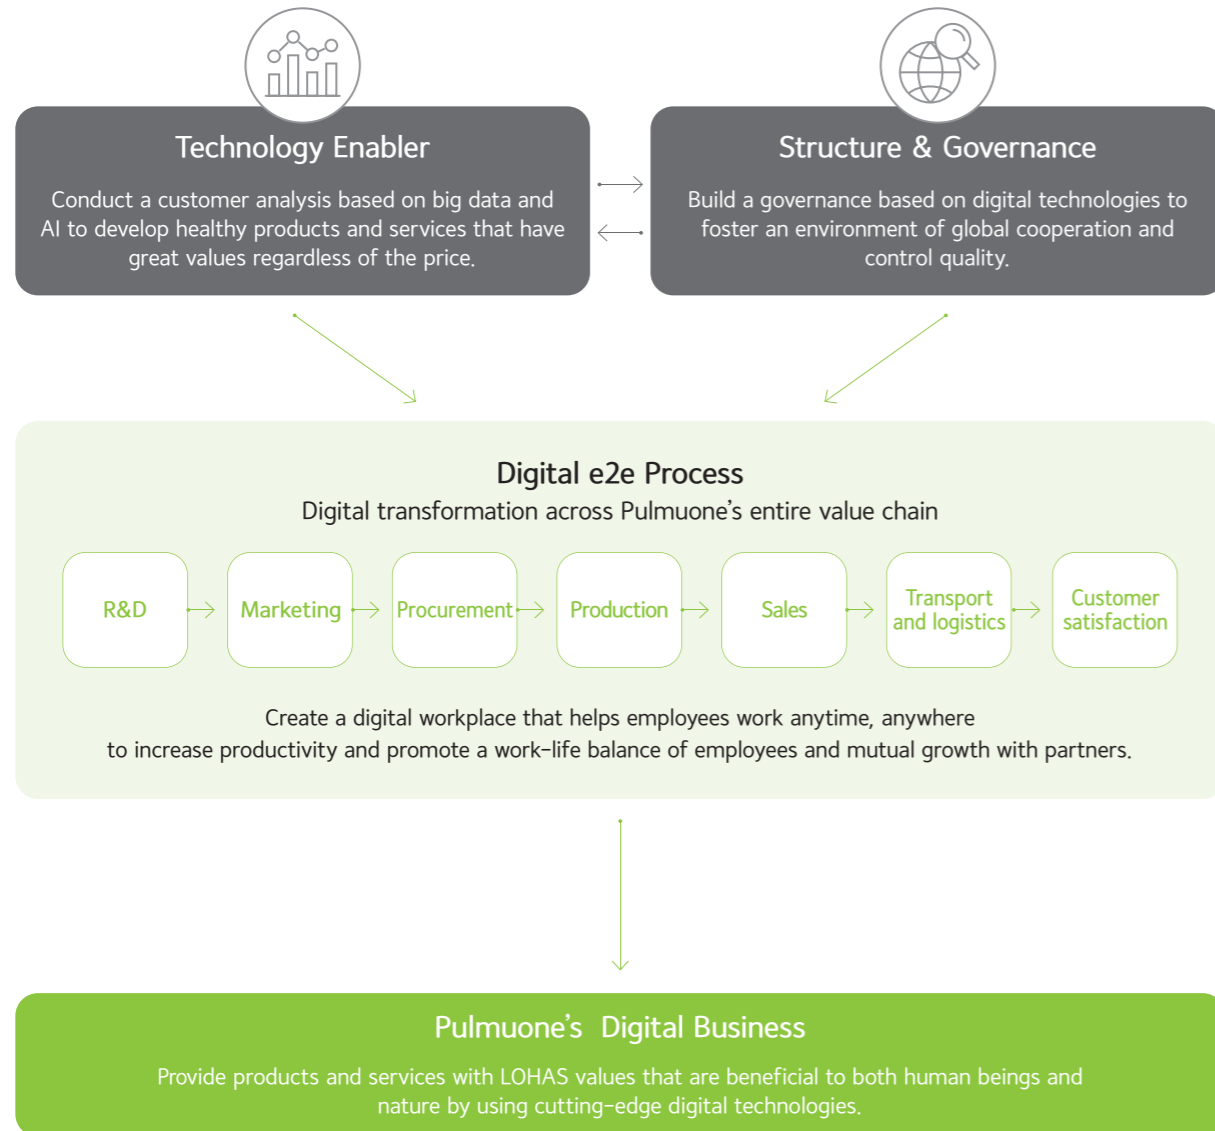 Technology Enabler
Conduct a customer analysis based on big data and
AI to develop healthy products and services that have
great values regardless of the price.
Structure & Governance
Build a governance based on digital technologies to
foster an environment of global cooperation and
control quality.
Digital e2e Process
Digital transformation across Pulmuone’s entire value chain
R&D
Marketing
Procurement
Production
Sales
Transport
and logistics
Customer
satisfaction
Create a digital workplace that helps employees work anytime, anywhere
to increase productivity and promote a work-life balance of employees and mutual growth with partners.
Pulmuone’s Digital Business
Provide products and services with LOHAS values that are beneficial to both human beings and
nature by using cutting-edge digital technologies.